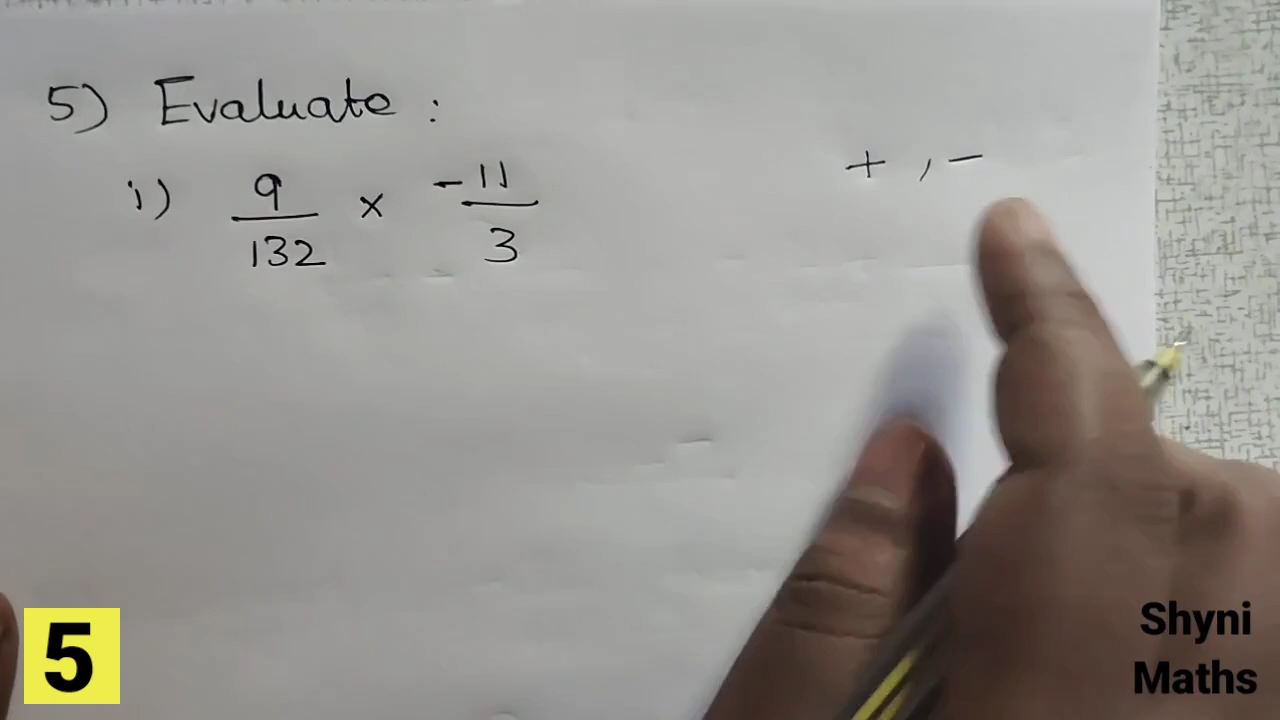 5) Evaluate :
+ , -
i) 9/132 × -11/3
5
Shyni
Maths